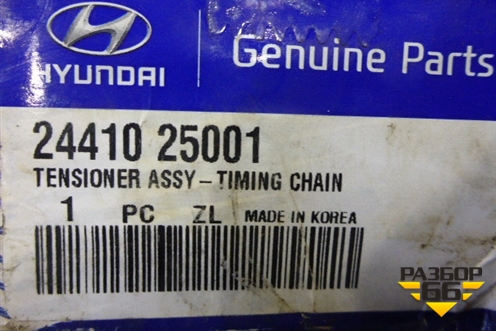 HYUNDAI
Genuine Parts
24410 25001
TENSIONER ASSY-TIMING CHAIN
1 PC ZL MADE IN KOREA
РАЗБОР
66